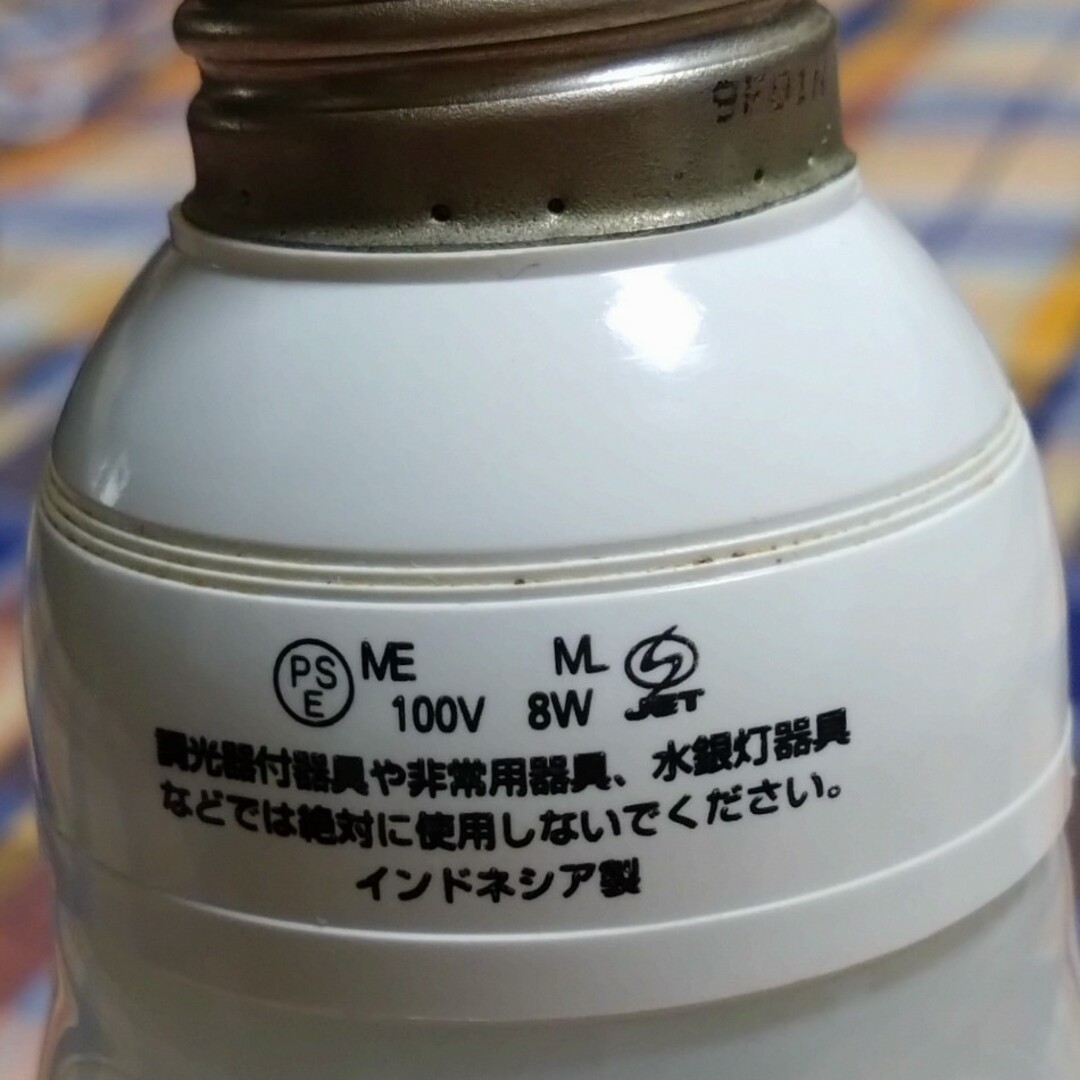 9K01N
PS
E
ME ML
100V 8W JET
調光器付器具や非常用器具、水銀灯器具
などでは絶対に使用しないでください。
インドネシア製